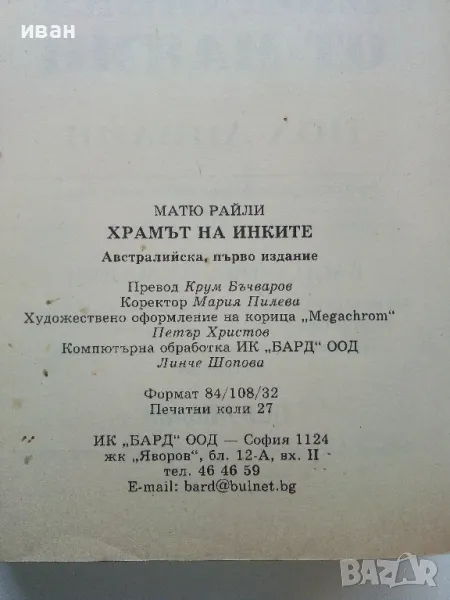 иван
МАТЮ РАЙЛИ
ХРАМЪТ НА ИНКИТЕ
Австралийска, първо издание
Превод Крум Бъчваров
Коректор Мария Пилева
Художествено оформление на корица „Megachrom“
Петър Христов
Компютърна обработка ИК „БАРД“ ООД
Линче Шопова
Формат 84/108/32
Печатни коли 27
ИК „БАРД“ ООД — София 1124
жк „Яворов“, бл. 12-А, вх. II
тел. 46 46 59
E-mail: bard@bulnet.bg
bazar